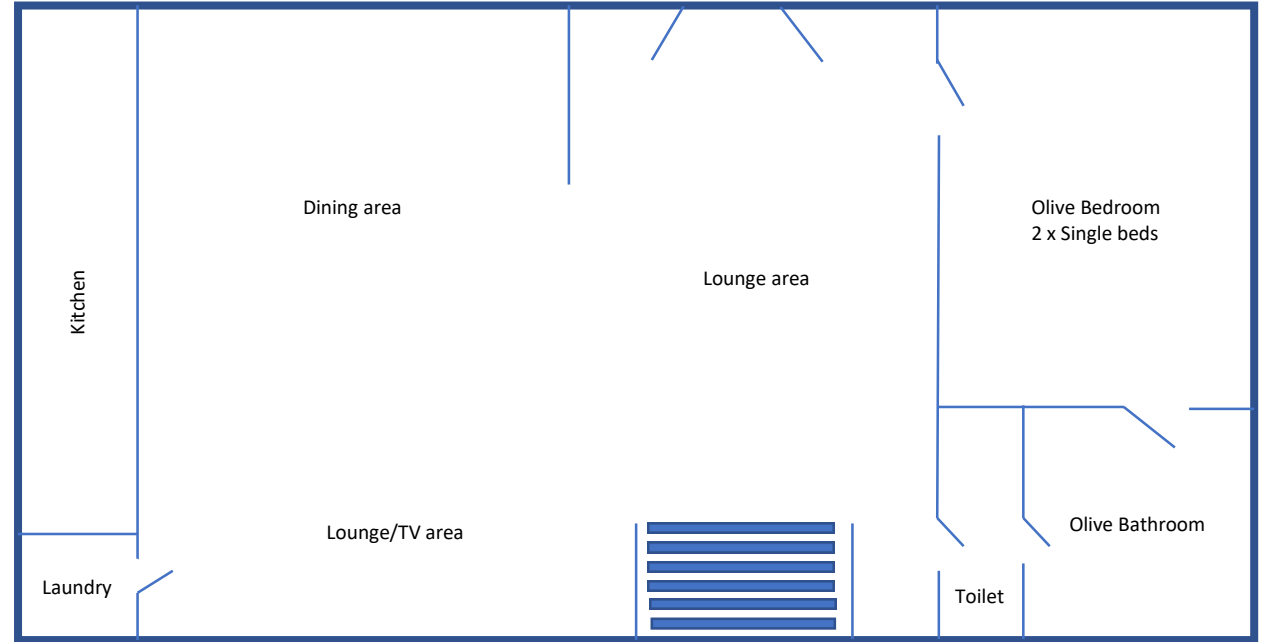 Dining area
Olive Bedroom
2 x Single beds
Lounge area
Kitchen
Lounge/TV area
Olive Bathroom
Laundry
Toilet